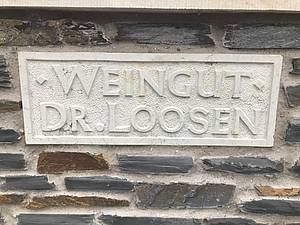 · WEINGUT ·
DR. LOOSEN